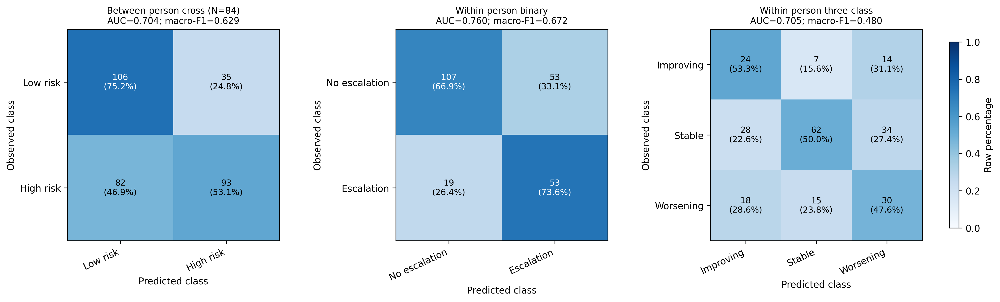 Between-person cross (N=84)
AUC=0.704; macro-F1=0.629
Observed class
Low risk
106
(75.2%)
35
(24.8%)
High risk
82
(46.9%)
93
(53.1%)
Low risk
High risk
Predicted class
Within-person binary
AUC=0.760; macro-F1=0.672
Observed class
No escalation
107
(66.9%)
53
(33.1%)
Escalation
19
(26.4%)
53
(73.6%)
No escalation
Escalation
Predicted class
Within-person three-class
AUC=0.705; macro-F1=0.480
Observed class
Improving
24
(53.3%)
7
(15.6%)
14
(31.1%)
Stable
28
(22.6%)
62
(50.0%)
34
(27.4%)
Worsening
18
(28.6%)
15
(23.8%)
30
(47.6%)
Improving
Stable
Worsening
Predicted class
1.0
0.8
0.6
0.4
0.2
0.0
Row percentage